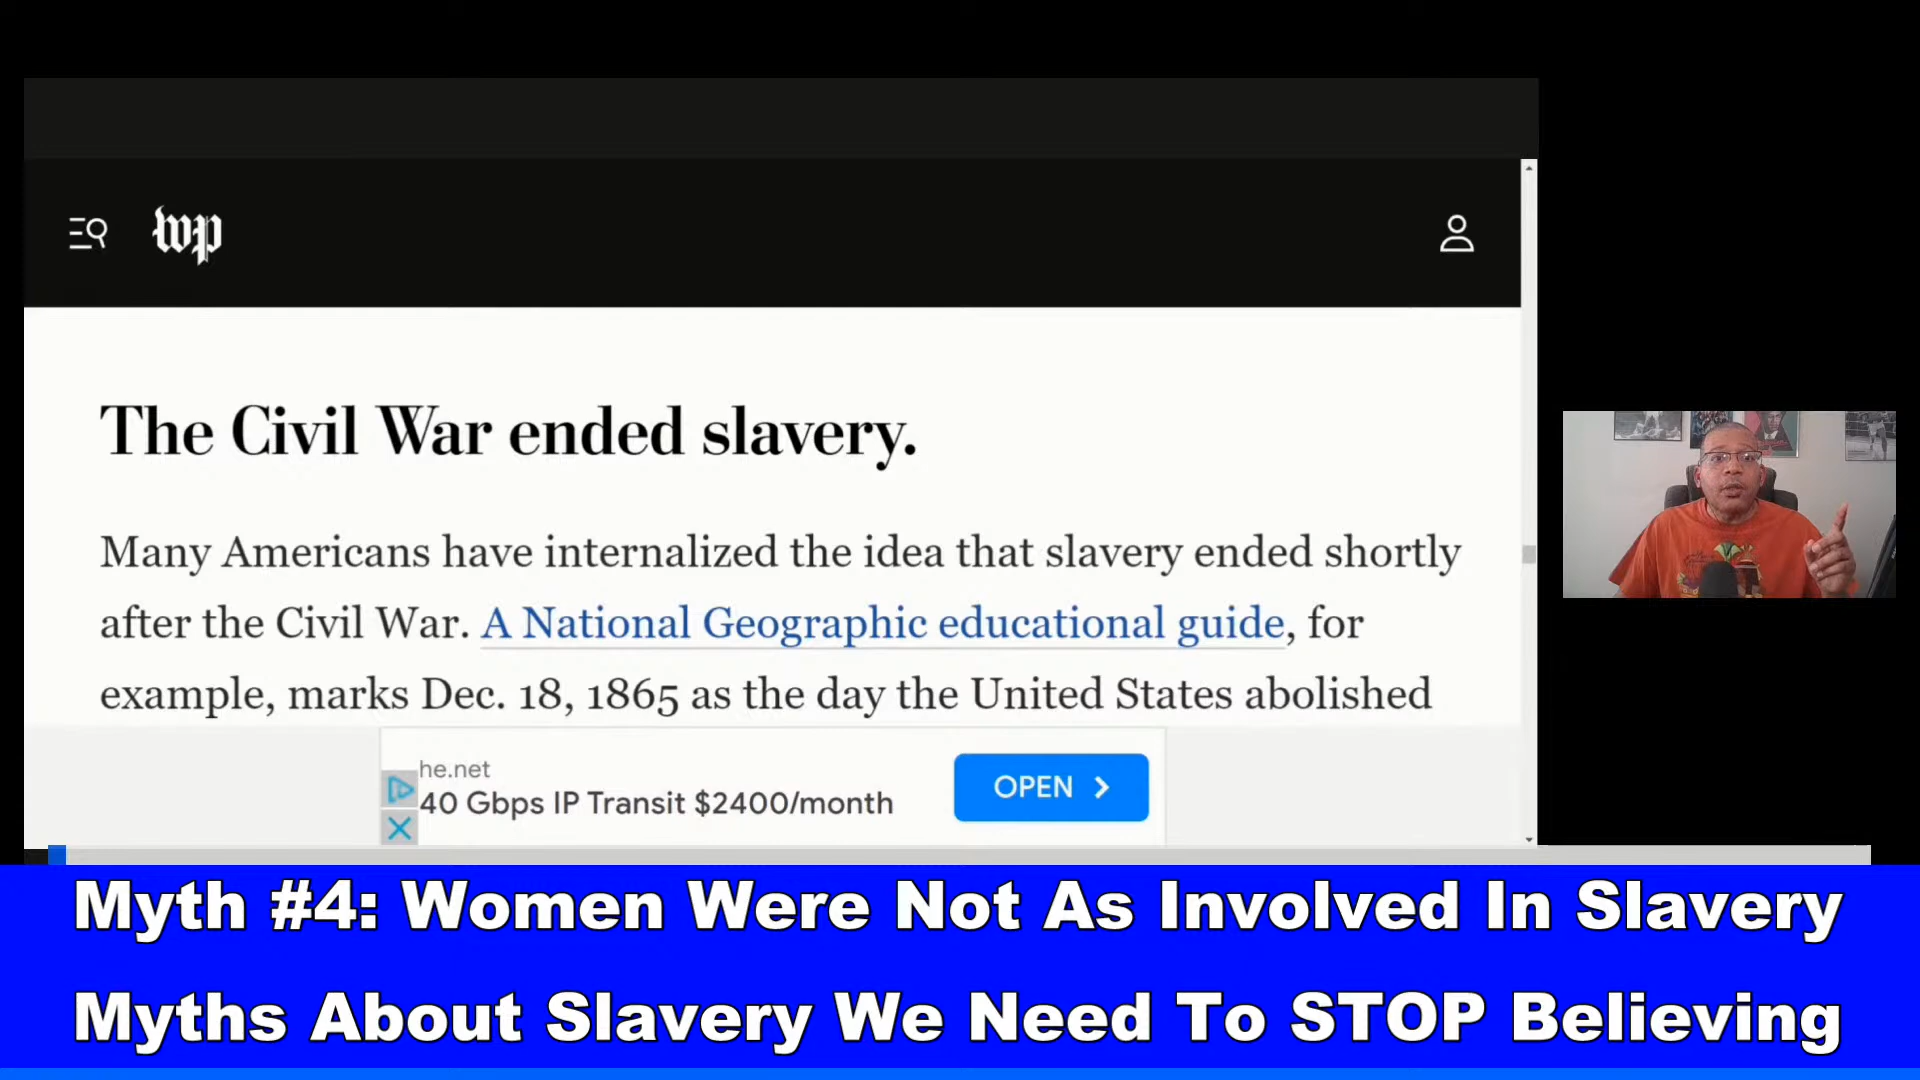 wp
The Civil War ended slavery.
Many Americans have internalized the idea that slavery ended shortly
after the Civil War. A National Geographic educational guide, for
example, marks Dec. 18, 1865 as the day the United States abolished
he.net
40 Gbps IP Transit $2400/month
OPEN
Myth #4: Women Were Not As Involved In Slavery
Myths About Slavery We Need To STOP Believing